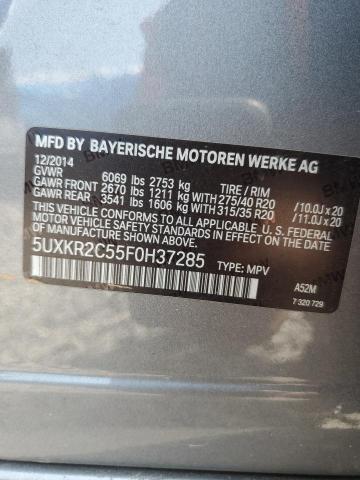 MFD BY BAYERISCHE MOTOREN WERKE AG
12/2014
GVWR 6069 lbs 2753 kg TIRE / RIM
GAWR FRONT 2670 lbs 1211 kg WITH 275/40 R20 /10.0J x 20
GAWR REAR 3541 lbs 1606 kg WITH 315/35 R20 /11.0J x 20
THIS VEHICLE CONFORMS TO ALL APPLICABLE
U.S. FEDERAL MOTOR VEHICLE SAFETY STANDARDS
IN EFFECT ON THE DATE OF
MANUFACTURE SHOWN ABOVE.
5UXKR2C55F0H37285 TYPE: MPV
A52M
7 320 729